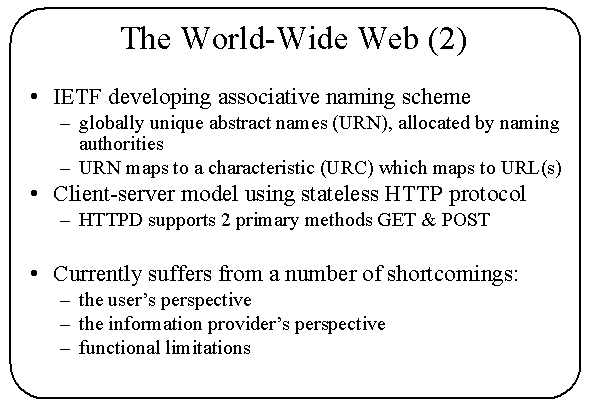 The World-Wide Web (2)
• IETF developing associative naming scheme
– globally unique abstract names (URN), allocated by naming
authorities
– URN maps to a characteristic (URC) which maps to URL(s)
• Client-server model using stateless HTTP protocol
– HTTPD supports 2 primary methods GET & POST
• Currently suffers from a number of shortcomings:
– the user's perspective
– the information provider's perspective
– functional limitations